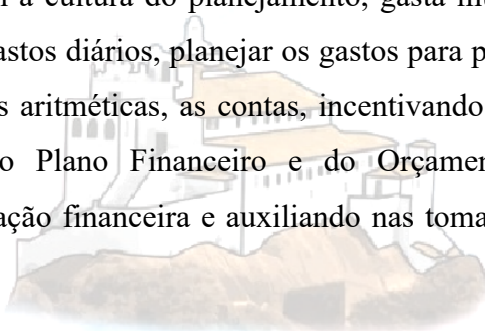 a cultura do planejamento, gasta
astos diários, planejar os gastos para
s aritméticas, as contas, incentivando
o Plano Financeiro e do Orçamen
ação financeira e auxiliando nas toma